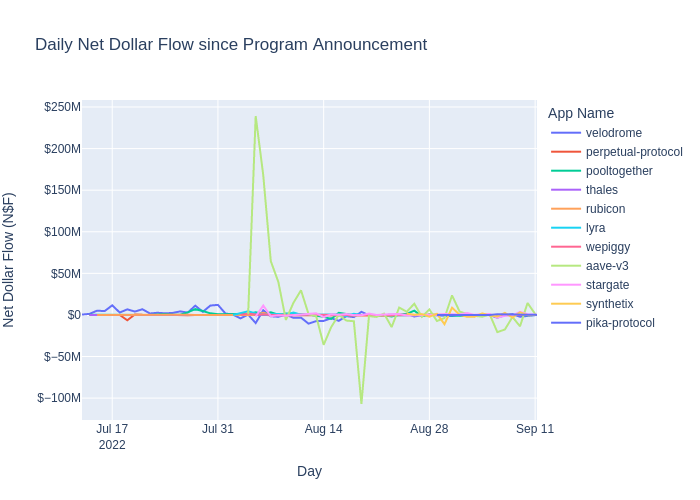 Daily Net Dollar Flow since Program Announcement
Net Dollar Flow (N$F)
$250M
$200M
$150M
$100M
$50M
$0
$−50M
$−100M
Jul 17
2022
Jul 31
Aug 14
Aug 28
Sep 11
Day
App Name
velodrome
perpetual-protocol
pooltogether
thales
rubicon
lyra
wepiggy
aave-v3
stargate
synthetix
pika-protocol